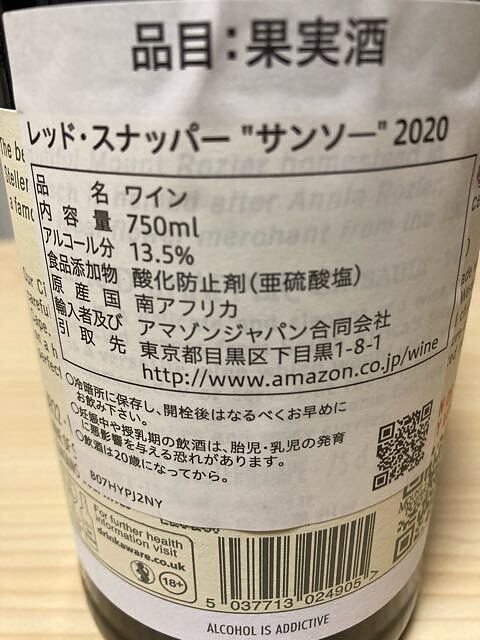 品目：果実酒
レッド・スナッパー "サンソー" 2020
品名 ワイン
内容量 750ml
アルコール分 13.5%
食品添加物 酸化防止剤(亜硫酸塩)
原産国 南アフリカ
輸入者及び引取先 アマゾンジャパン合同会社
東京都目黒区下目黒1-8-1
http://www.amazon.co.jp/wine
○冷暗所に保存し、開栓後はなるべくお早めに
お飲み下さい。
○妊娠中や授乳期の飲酒は、胎児・乳児の発育
に悪影響を与える恐れがあります。
○飲酒は20歳になってから。
B07HYPJ2NY
For further health
information visit
drinkaware.co.uk
18+
5 037713 024905
ALCOHOL IS ADDICTIVE